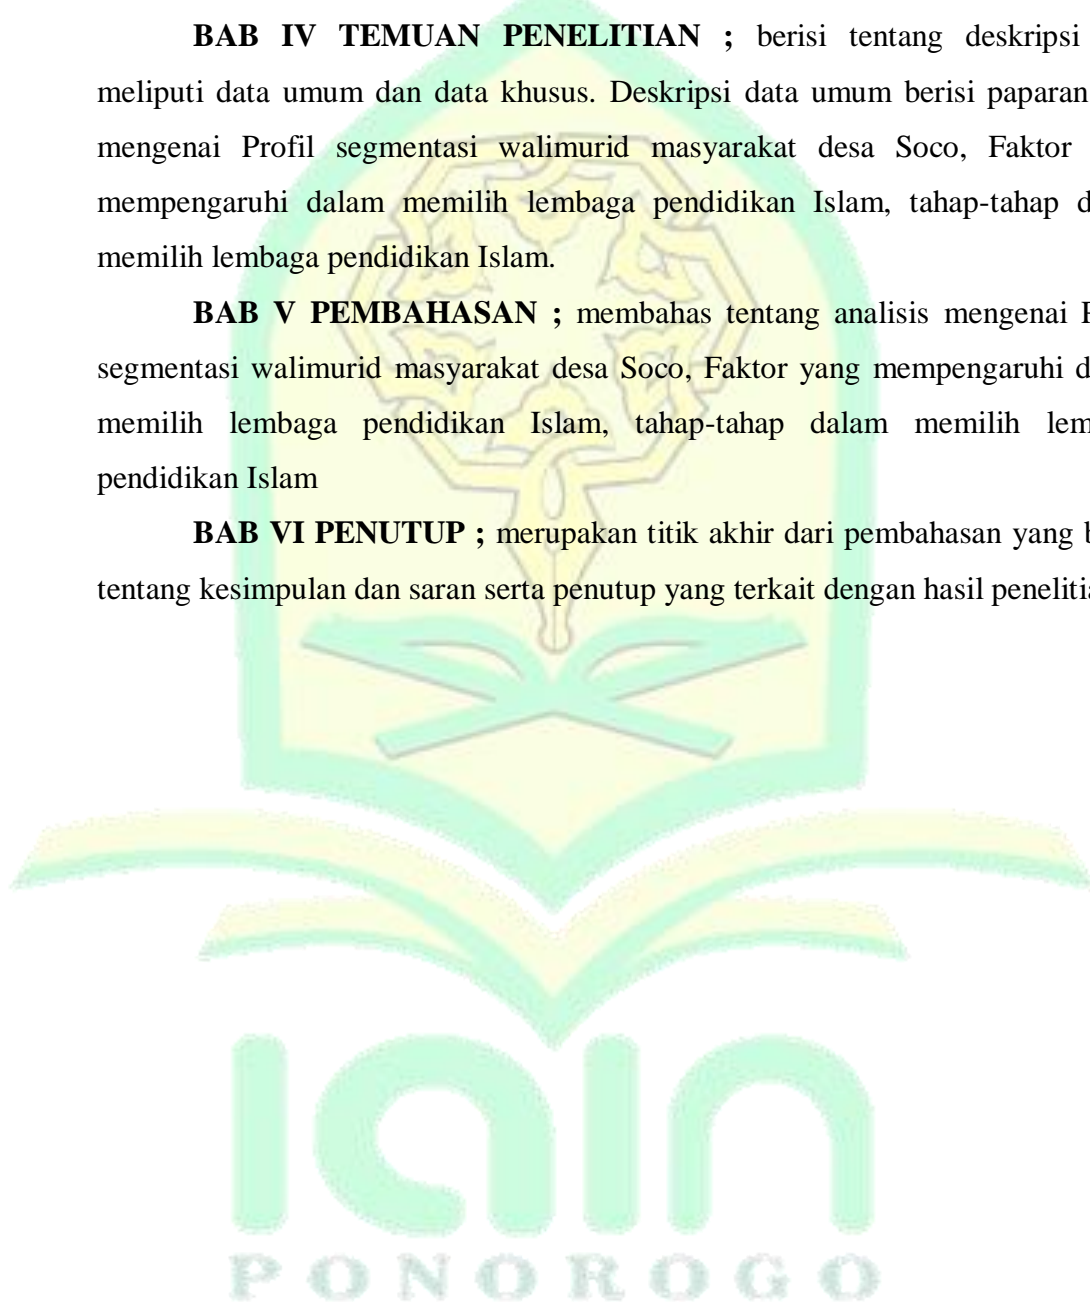 BAB IV TEMUAN PENELITIAN ; berisi tentang deskripsi
meliputi data umum dan data khusus. Deskripsi data umum berisi paparan
mengenai Profil segmentasi walimurid masyarakat desa Soco, Faktor
mempengaruhi dalam memilih lembaga pendidikan Islam, tahap-tahap d
memilih lembaga pendidikan Islam.
BAB V PEMBAHASAN ; membahas tentang analisis mengenai P
segmentasi walimurid masyarakat desa Soco, Faktor yang mempengaruhi d
memilih lembaga pendidikan Islam, tahap-tahap dalam memilih lem
pendidikan Islam
BAB VI PENUTUP ; merupakan titik akhir dari pembahasan yang b
tentang kesimpulan dan saran serta penutup yang terkait dengan hasil penelitia
iain
PONOROGO